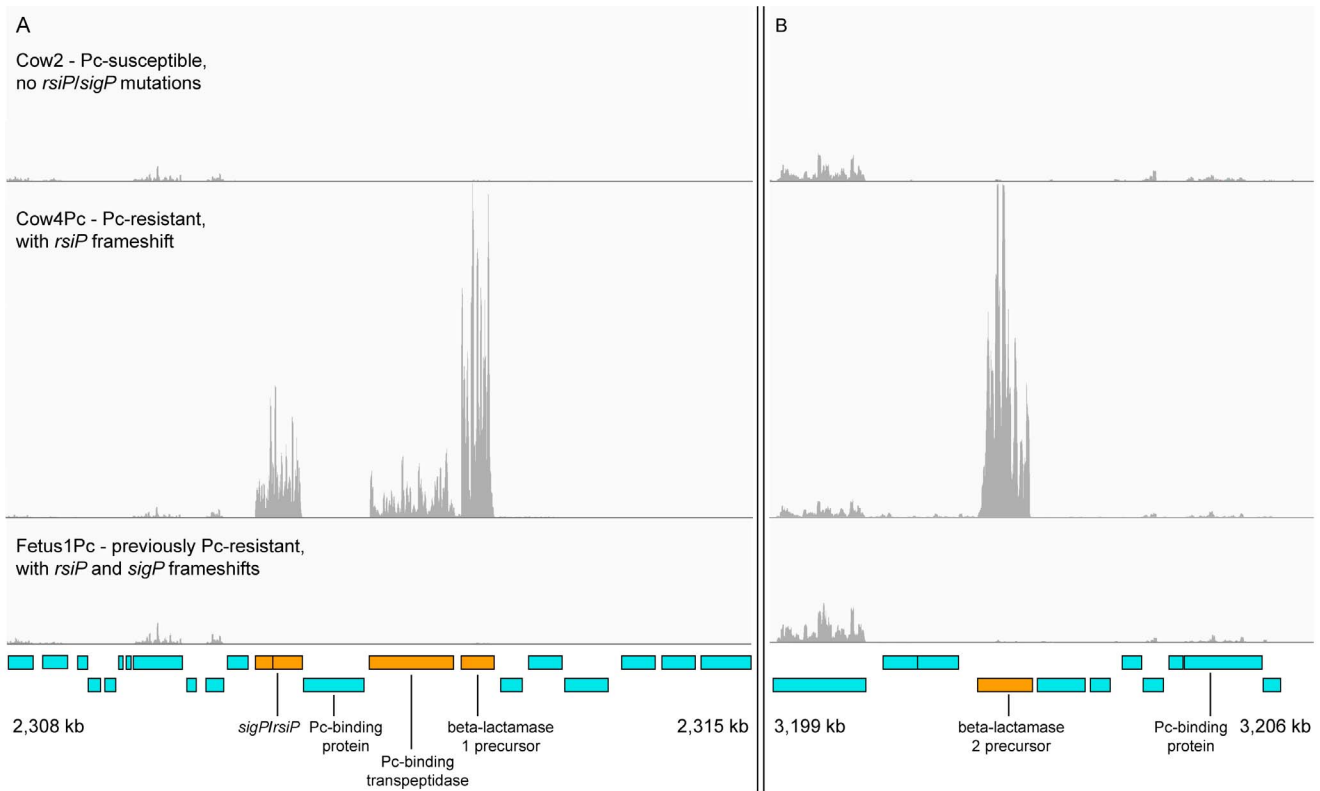 A
Cow2 - Pc-susceptible,
no rsiP/sigP mutations
Cow4Pc - Pc-resistant,
with rsiP frameshift
Fetus1Pc - previously Pc-resistant,
with rsiP and sigP frameshifts
2,308 kb
sigP/rsiP
Pc-binding
protein
Pc-binding
transpeptidase
beta-lactamase
1 precursor
2,315 kb
B
3,199 kb
beta-lactamase
2 precursor
Pc-binding
protein
3,206 kb